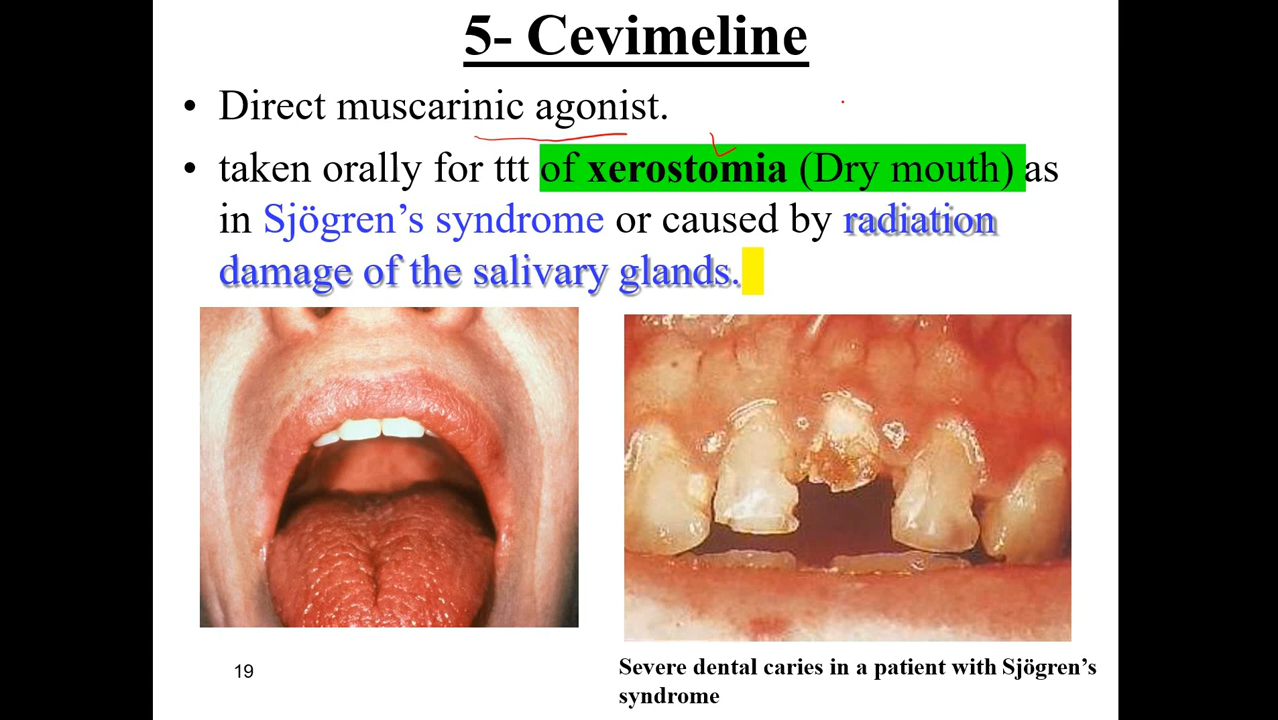 5- Cevimeline
• Direct muscarinic agonist.
• taken orally for ttt of xerostomia (Dry mouth) as
in Sjögren’s syndrome or caused by radiation
damage of the salivary glands.
19
Severe dental caries in a patient with Sjögren’s
syndrome